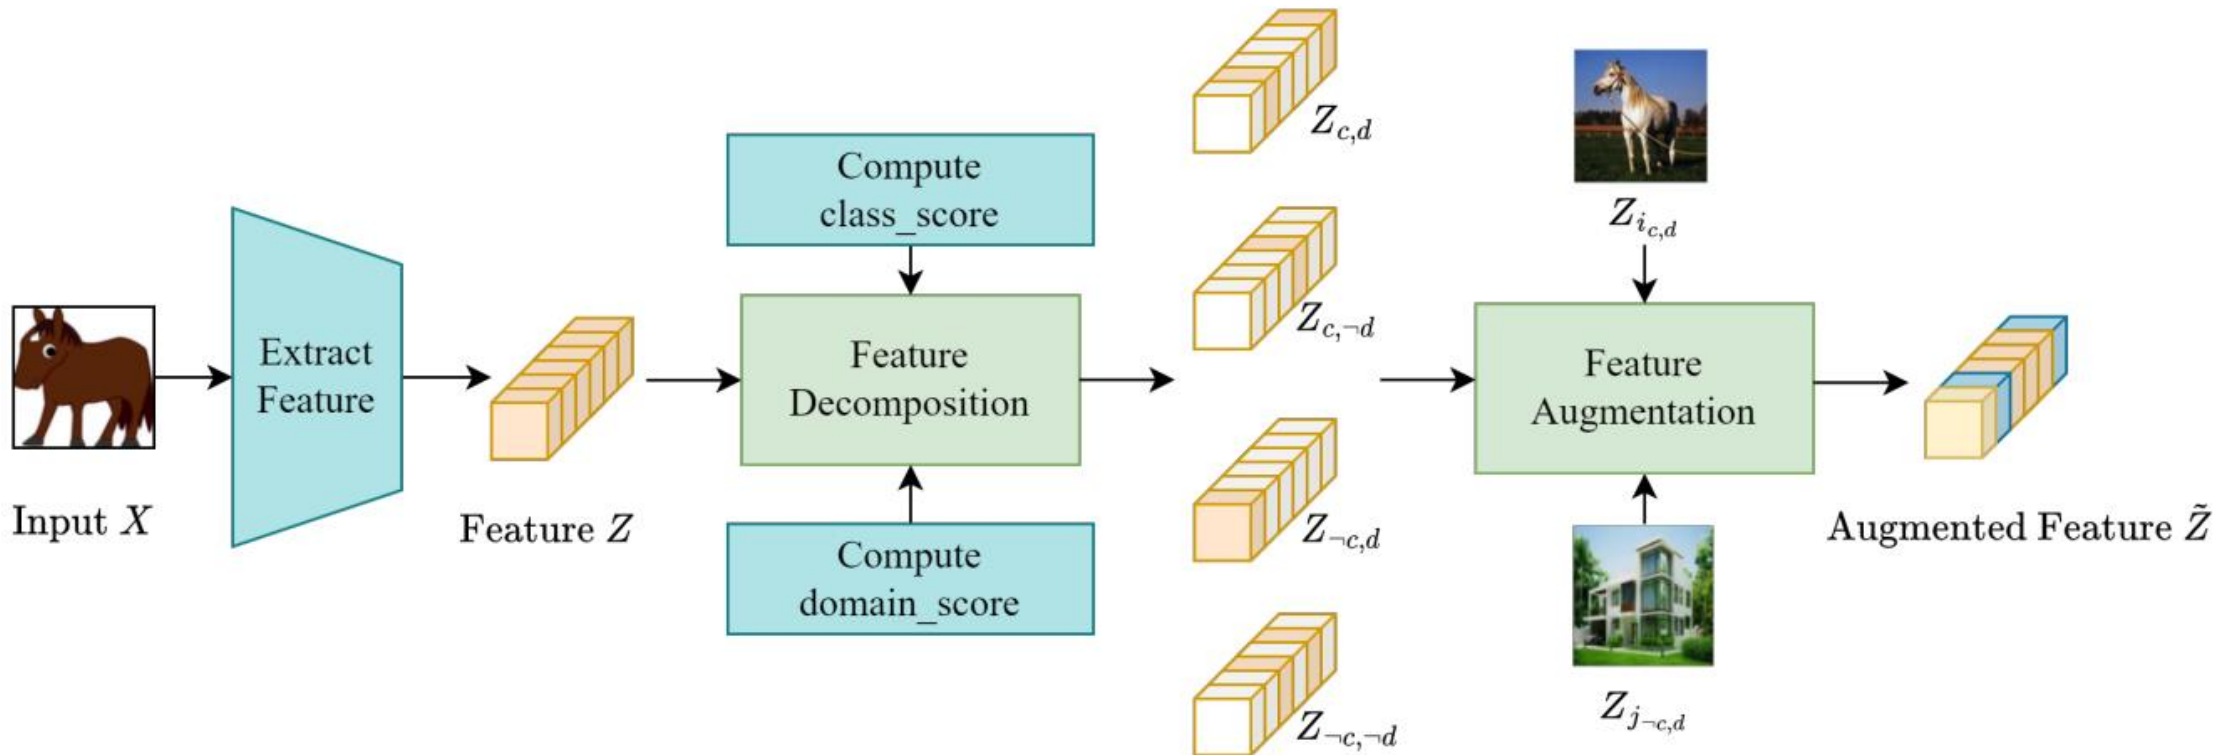 Input X
Extract
Feature
Feature Z
Compute
class_score
Feature
Decomposition
Compute
domain_score
Z_{c,d}
Z_{c,¬d}
Z_{¬c,d}
Z_{¬c,¬d}
Z_{i_{c,d}}
Feature
Augmentation
Z_{j_{¬c,d}}
Augmented Feature Z̃